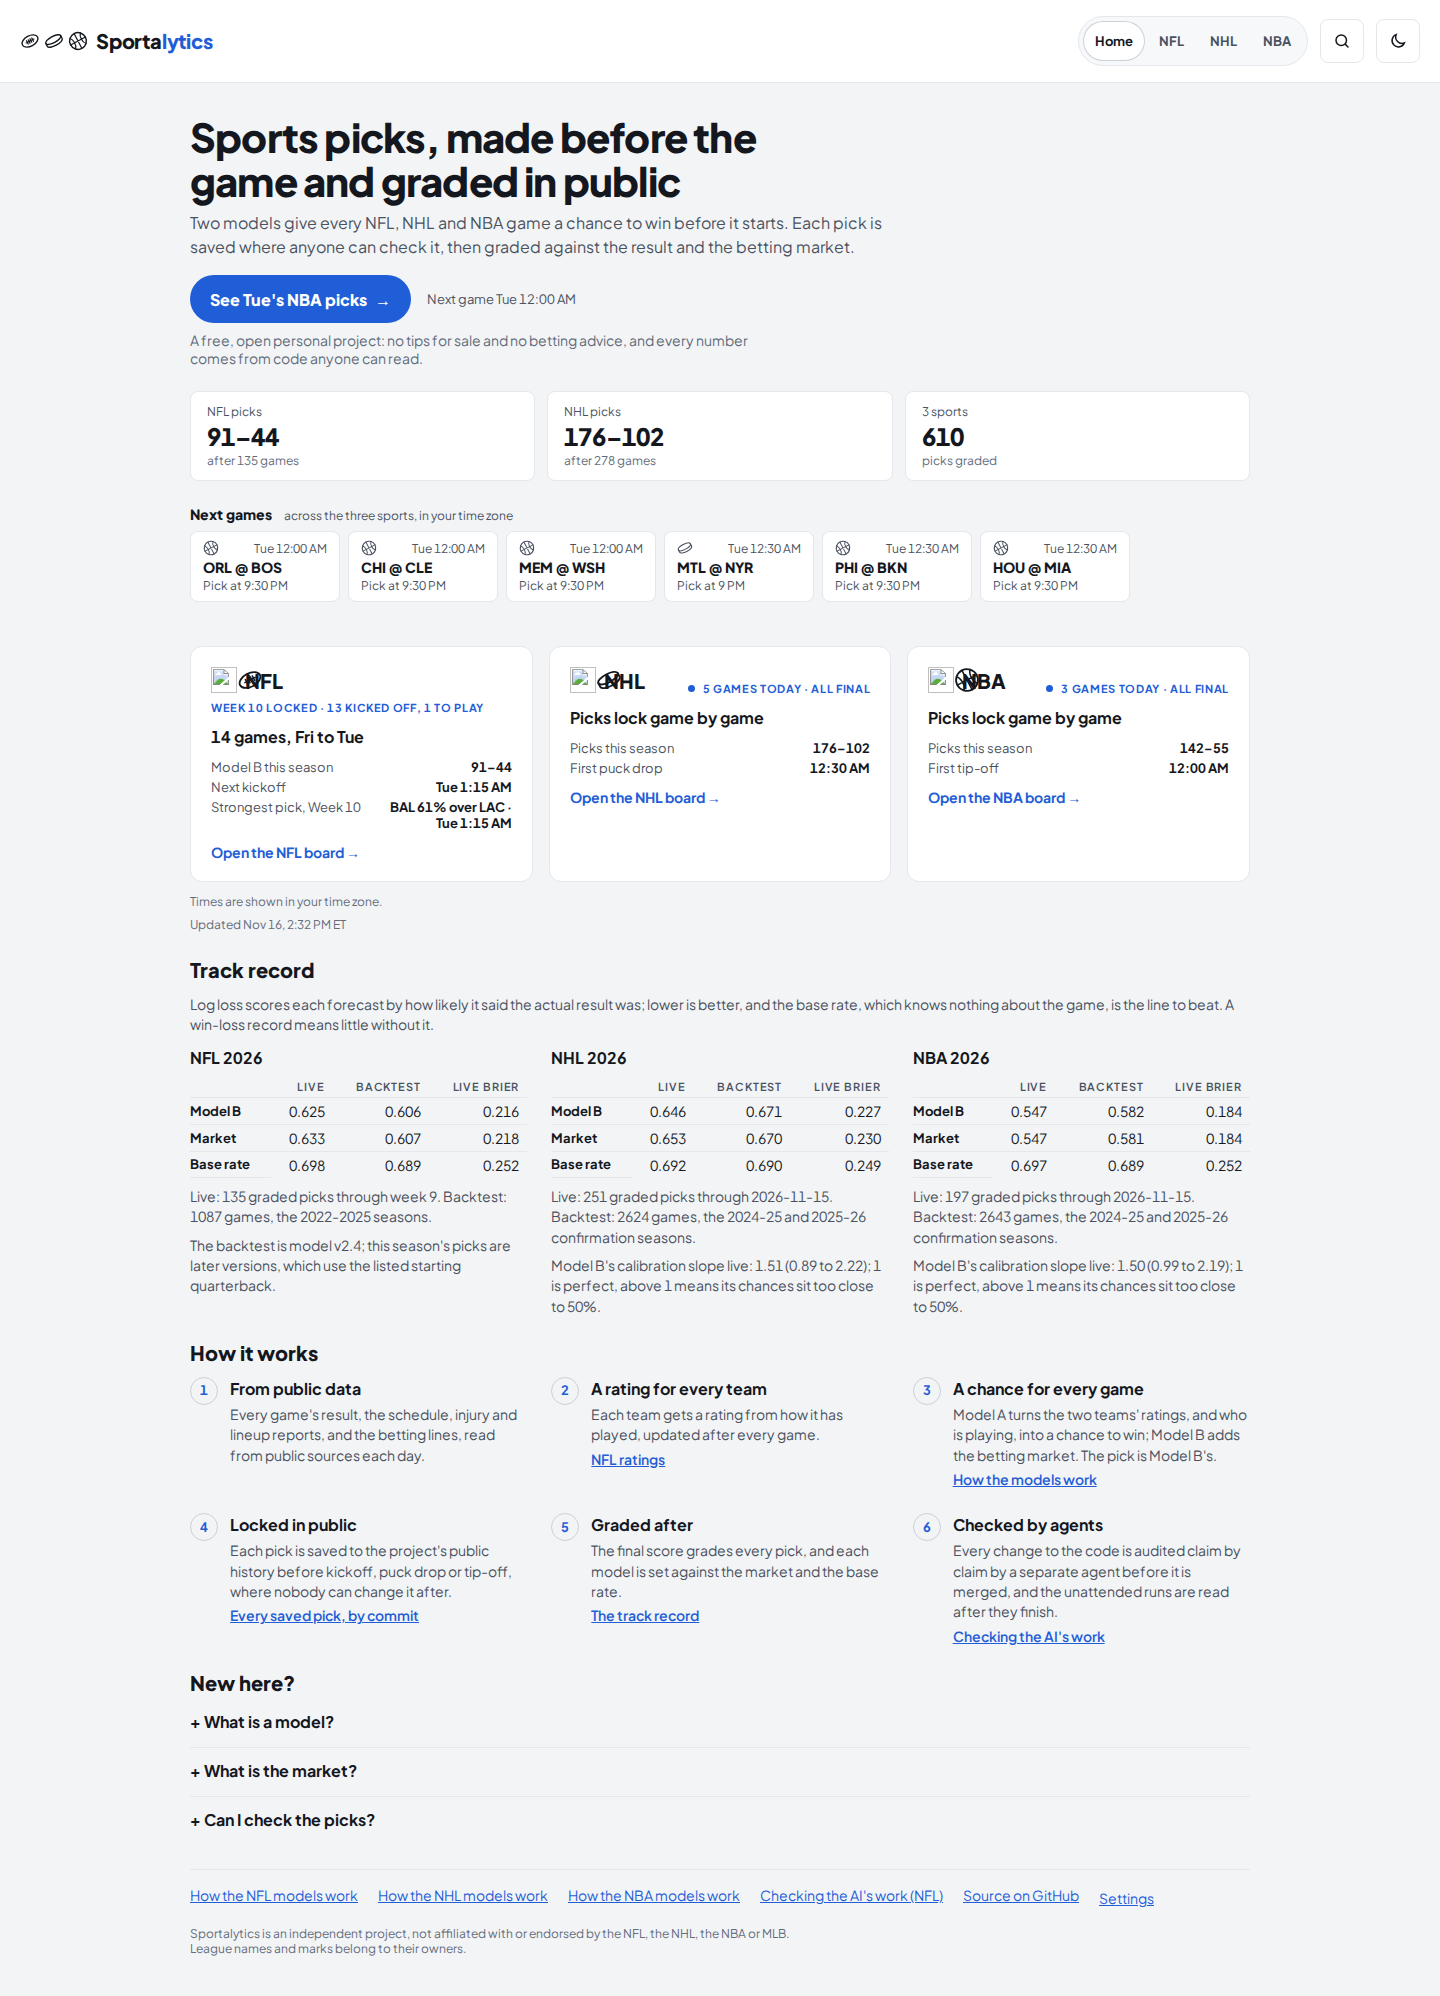 Sportalytics
Home NFL NHL NBA
Sports picks, made before the
game and graded in public
Two models give every NFL, NHL and NBA game a chance to win before it starts. Each pick is
saved where anyone can check it, then graded against the result and the betting market.
See Tue's NBA picks → Next game Tue 12:00 AM
A free, open personal project: no tips for sale and no betting advice, and every number
comes from code anyone can read.
NFL picks
91–44
after 135 games
NHL picks
176–102
after 278 games
3 sports
610
picks graded
Next games across the three sports, in your time zone
Tue 12:00 AM
ORL @ BOS
Pick at 9:30 PM
Tue 12:00 AM
CHI @ CLE
Pick at 9:30 PM
Tue 12:00 AM
MEM @ WSH
Pick at 9:30 PM
Tue 12:30 AM
MTL @ NYR
Pick at 9 PM
Tue 12:30 AM
PHI @ BKN
Pick at 9:30 PM
Tue 12:30 AM
HOU @ MIA
Pick at 9:30 PM
NFL
WEEK 10 LOCKED · 13 KICKED OFF, 1 TO PLAY
14 games, Fri to Tue
Model B this season 91–44
Next kickoff Tue 1:15 AM
Strongest pick, Week 10 BAL 61% over LAC ·
Tue 1:15 AM
Open the NFL board →
NHL 5 GAMES TODAY · ALL FINAL
Picks lock game by game
Picks this season 176–102
First puck drop 12:30 AM
Open the NHL board →
NBA 3 GAMES TODAY · ALL FINAL
Picks lock game by game
Picks this season 142–55
First tip-off 12:00 AM
Open the NBA board →
Times are shown in your time zone.
Updated Nov 16, 2:32 PM ET
Track record
Log loss scores each forecast by how likely it said the actual result was; lower is better, and the base rate, which knows nothing about the game, is the line to beat. A
win-loss record means little without it.
NFL 2026
LIVE BACKTEST LIVE BRIER
Model B 0.625 0.606 0.216
Market 0.633 0.607 0.218
Base rate 0.698 0.689 0.252
Live: 135 graded picks through week 9. Backtest:
1087 games, the 2022-2025 seasons.
The backtest is model v2.4; this season's picks are
later versions, which use the listed starting
quarterback.
NHL 2026
LIVE BACKTEST LIVE BRIER
Model B 0.646 0.671 0.227
Market 0.653 0.670 0.230
Base rate 0.692 0.690 0.249
Live: 251 graded picks through 2026-11-15.
Backtest: 2624 games, the 2024-25 and 2025-26
confirmation seasons.
Model B's calibration slope live: 1.51 (0.89 to 2.22); 1
is perfect, above 1 means its chances sit too close
to 50%.
NBA 2026
LIVE BACKTEST LIVE BRIER
Model B 0.547 0.582 0.184
Market 0.547 0.581 0.184
Base rate 0.697 0.689 0.252
Live: 197 graded picks through 2026-11-15.
Backtest: 2643 games, the 2024-25 and 2025-26
confirmation seasons.
Model B's calibration slope live: 1.50 (0.99 to 2.19); 1
is perfect, above 1 means its chances sit too close
to 50%.
How it works
1 From public data
Every game's result, the schedule, injury and
lineup reports, and the betting lines, read
from public sources each day.
2 A rating for every team
Each team gets a rating from how it has
played, updated after every game.
NFL ratings
3 A chance for every game
Model A turns the two teams' ratings, and who
is playing, into a chance to win; Model B adds
the betting market. The pick is Model B's.
How the models work
4 Locked in public
Each pick is saved to the project's public
history before kickoff, puck drop or tip-off,
where nobody can change it after.
Every saved pick, by commit
5 Graded after
The final score grades every pick, and each
model is set against the market and the base
rate.
The track record
6 Checked by agents
Every change to the code is audited claim by
claim by a separate agent before it is
merged, and the unattended runs are read
after they finish.
Checking the AI's work
New here?
+ What is a model?
+ What is the market?
+ Can I check the picks?
How the NFL models work How the NHL models work How the NBA models work Checking the AI's work (NFL) Source on GitHub Settings
Sportalytics is an independent project, not affiliated with or endorsed by the NFL, the NHL, the NBA or MLB.
League names and marks belong to their owners.